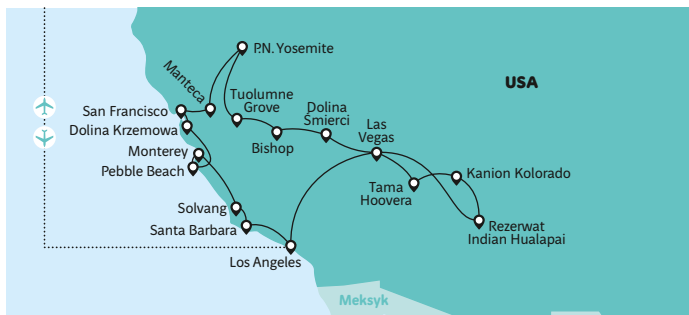 P.N. Yosemite
USA
Manteca
Tuolumne
Grove
Dolina
Śmierci
San Francisco
Dolina Krzemowa
Las
Vegas
Bishop
Monterey
Pebble Beach
Kanion Kolorado
Tama
Hoovera
Solvang
Santa Barbara
Rezerwat
Indian Hualapai
Los Angeles
Meksyk